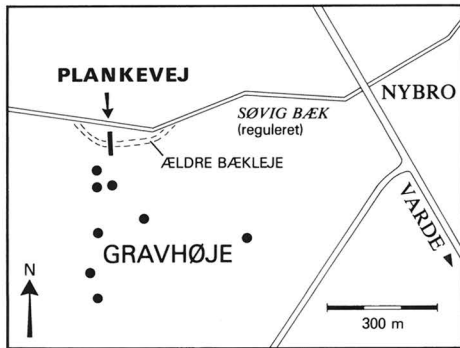 PLANKEVEJ
NYBRO
SØVIG BÆK
(reguleret)
ÆLDRE BÆKLEJE
VARDE
GRAVHØJE
N
300 m